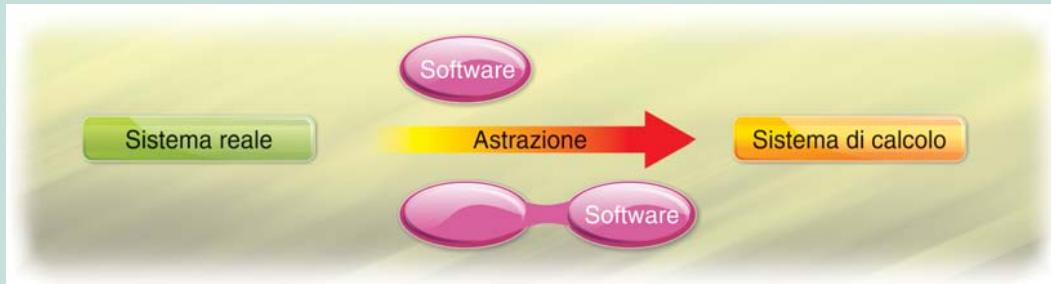 Software
Sistema reale
Astrazione
Sistema di calcolo
Software